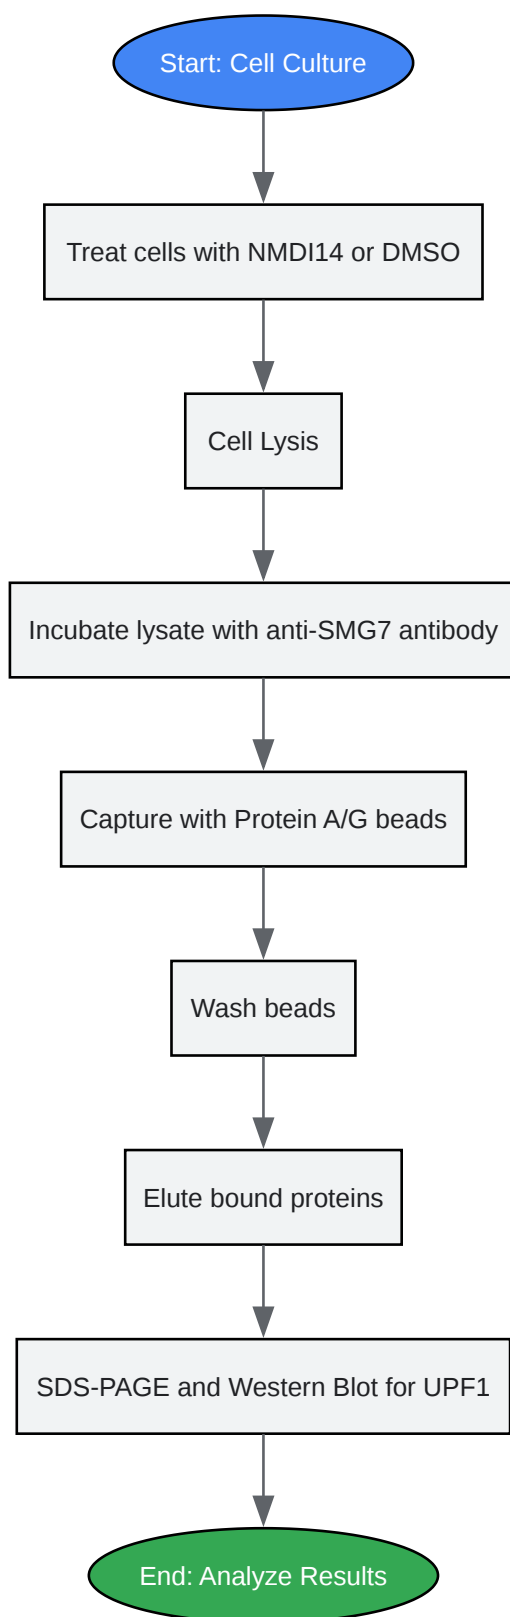 Start: Cell Culture
Treat cells with NMDI14 or DMSO
Cell Lysis
Incubate lysate with anti-SMG7 antibody
Capture with Protein A/G beads
Wash beads
Elute bound proteins
SDS-PAGE and Western Blot for UPF1
End: Analyze Results